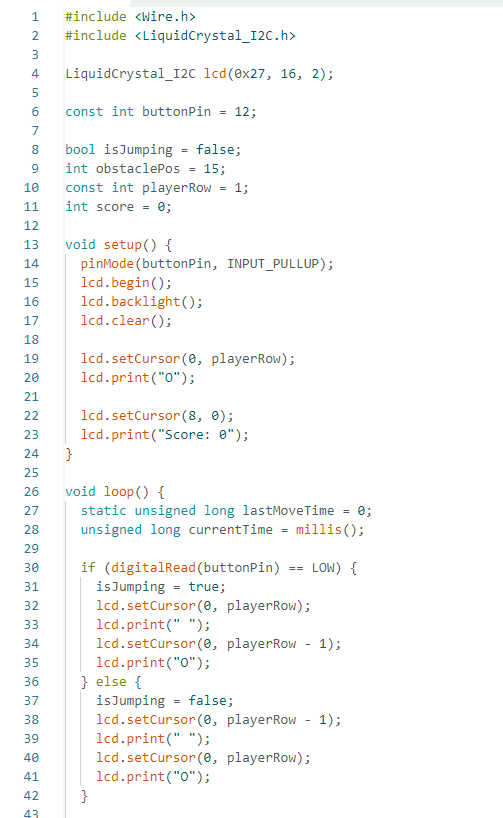 1 #include <Wire.h>
2 #include <LiquidCrystal_I2C.h>
3
4 LiquidCrystal_I2C lcd(0x27, 16, 2);
5
6 const int buttonPin = 12;
7
8 bool isJumping = false;
9 int obstaclePos = 15;
10 const int playerRow = 1;
11 int score = 0;
12
13 void setup() {
14   pinMode(buttonPin, INPUT_PULLUP);
15   lcd.begin();
16   lcd.backlight();
17   lcd.clear();
18
19   lcd.setCursor(0, playerRow);
20   lcd.print("O");
21
22   lcd.setCursor(8, 0);
23   lcd.print("Score: 0");
24 }
25
26 void loop() {
27   static unsigned long lastMoveTime = 0;
28   unsigned long currentTime = millis();
29
30   if (digitalRead(buttonPin) == LOW) {
31     isJumping = true;
32     lcd.setCursor(0, playerRow);
33     lcd.print(" ");
34     lcd.setCursor(0, playerRow - 1);
35     lcd.print("O");
36   } else {
37     isJumping = false;
38     lcd.setCursor(0, playerRow - 1);
39     lcd.print(" ");
40     lcd.setCursor(0, playerRow);
41     lcd.print("O");
42   }
43